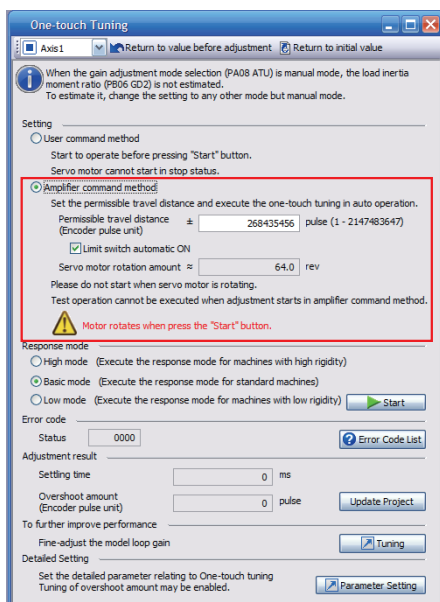 One-touch Tuning
Axis1 Return to value before adjustment Return to initial value
When the gain adjustment mode selection (PA08 ATU) is manual mode, the load inertia
moment ratio (PB06 GD2) is not estimated.
To estimate it, change the setting to any other mode but manual mode.
Setting
User command method
Start to operate before pressing "Start" button.
Servo motor cannot start in stop status.
Amplifier command method
Set the permissible travel distance and execute the one-touch tuning in auto operation.
Permissible travel distance ± 268435456 pulse (1 - 2147483647)
(Encoder pulse unit)
Limit switch automatic ON
Servo motor rotation amount ≈ 64.0 rev
Please do not start when servo motor is rotating.
Test operation cannot be executed when adjustment starts in amplifier command method.
Motor rotates when press the "Start" button.
Response mode
High mode (Execute the response mode for machines with high rigidity)
Basic mode (Execute the response mode for standard machines)
Low mode (Execute the response mode for machines with low rigidity) Start
Error code
Status 0000 Error Code List
Adjustment result
Settling time 0 ms
Overshoot amount 0 pulse Update Project
(Encoder pulse unit)
To further improve performance
Fine-adjust the model loop gain Tuning
Detailed Setting
Set the detailed parameter relating to One-touch tuning
Tuning of overshoot amount may be enabled. Parameter Setting